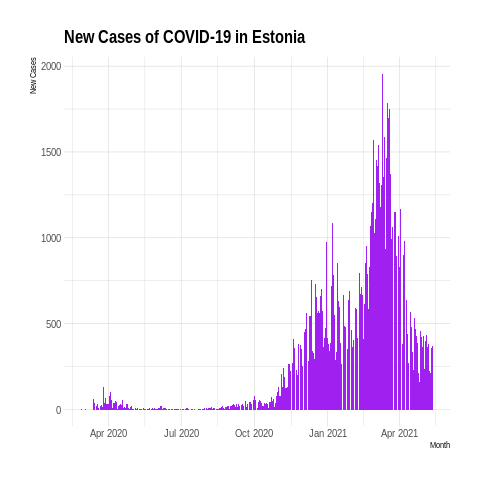 New Cases of COVID-19 in Estonia
New Cases
2000
1500
1000
500
0
Apr 2020 Jul 2020 Oct 2020 Jan 2021 Apr 2021
Month